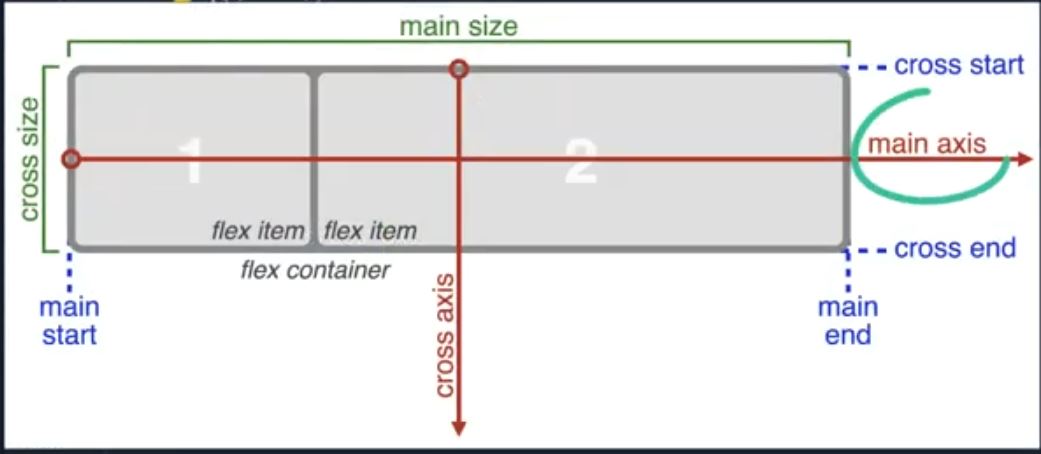 main size
cross start
cross size
main axis
1
2
flex item
flex item
cross end
flex container
cross axis
main
start
main
end